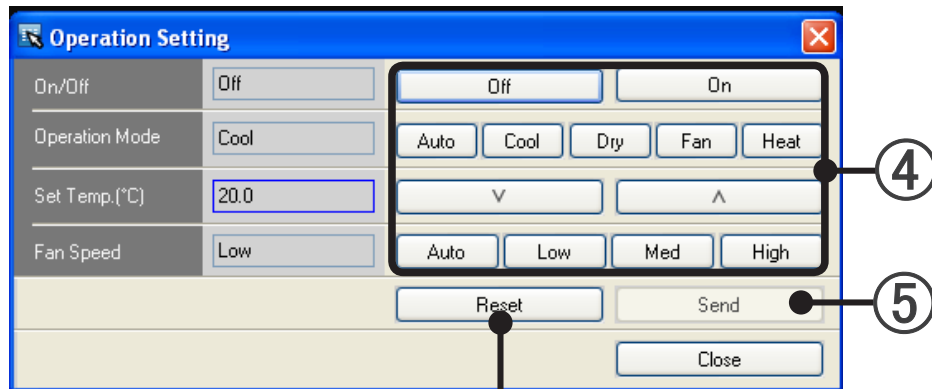 Operation Setting
On/Off Off Off On
Operation Mode Cool Auto Cool Dry Fan Heat
④
Set Temp.(°C) 20.0 ∨ ∧
Fan Speed Low Auto Low Med High
Reset Send ⑤
Close